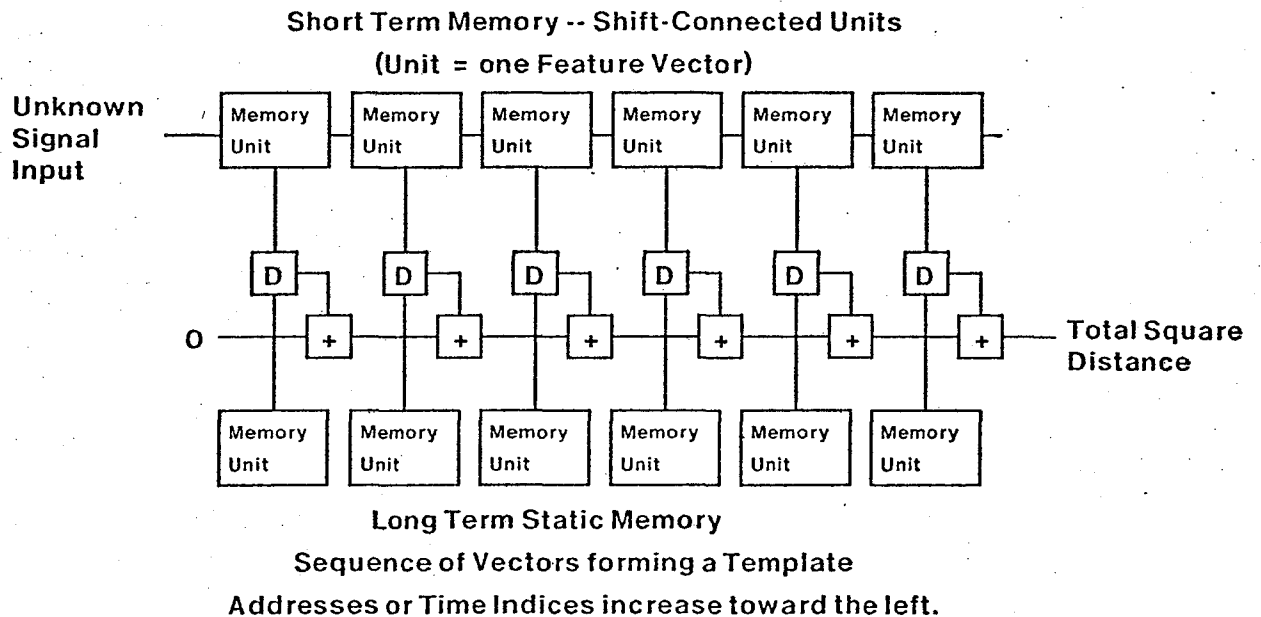 Short Term Memory -- Shift-Connected Units
(Unit = one Feature Vector)
Unknown
Signal
Input
Memory
Unit
Memory
Unit
Memory
Unit
Memory
Unit
Memory
Unit
Memory
Unit
D
D
D
D
D
D
0
+
+
+
+
+
+
Total Square
Distance
Memory
Unit
Memory
Unit
Memory
Unit
Memory
Unit
Memory
Unit
Memory
Unit
Long Term Static Memory
Sequence of Vectors forming a Template
Addresses or Time Indices increase toward the left.